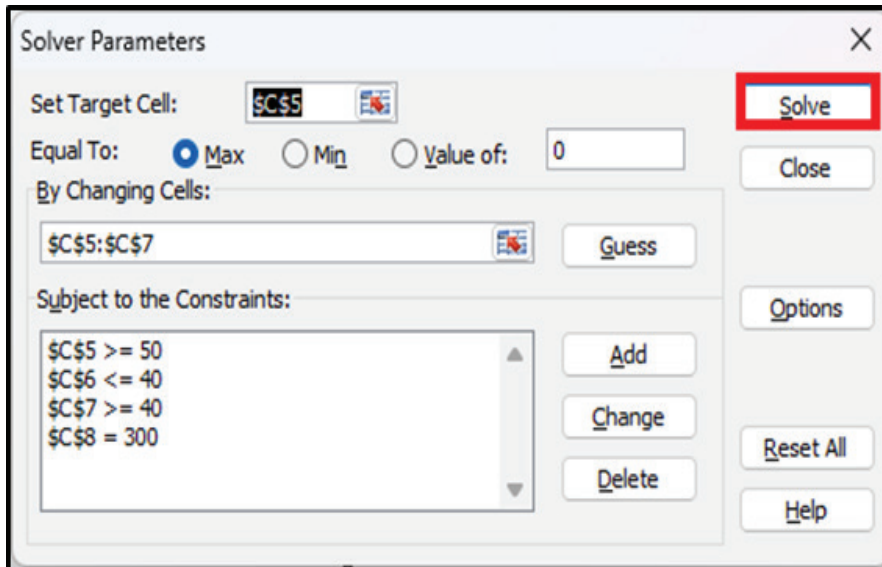 Solver Parameters
Set Target Cell: $C$5 Solve
Equal To: Max Min Value of: 0
Close
By Changing Cells:
$C$5:$C$7 Guess
Subject to the Constraints: Options
$C$5 >= 50 Add
$C$6 <= 40
$C$7 >= 40 Change
$C$8 = 300
Reset All
Delete
Help